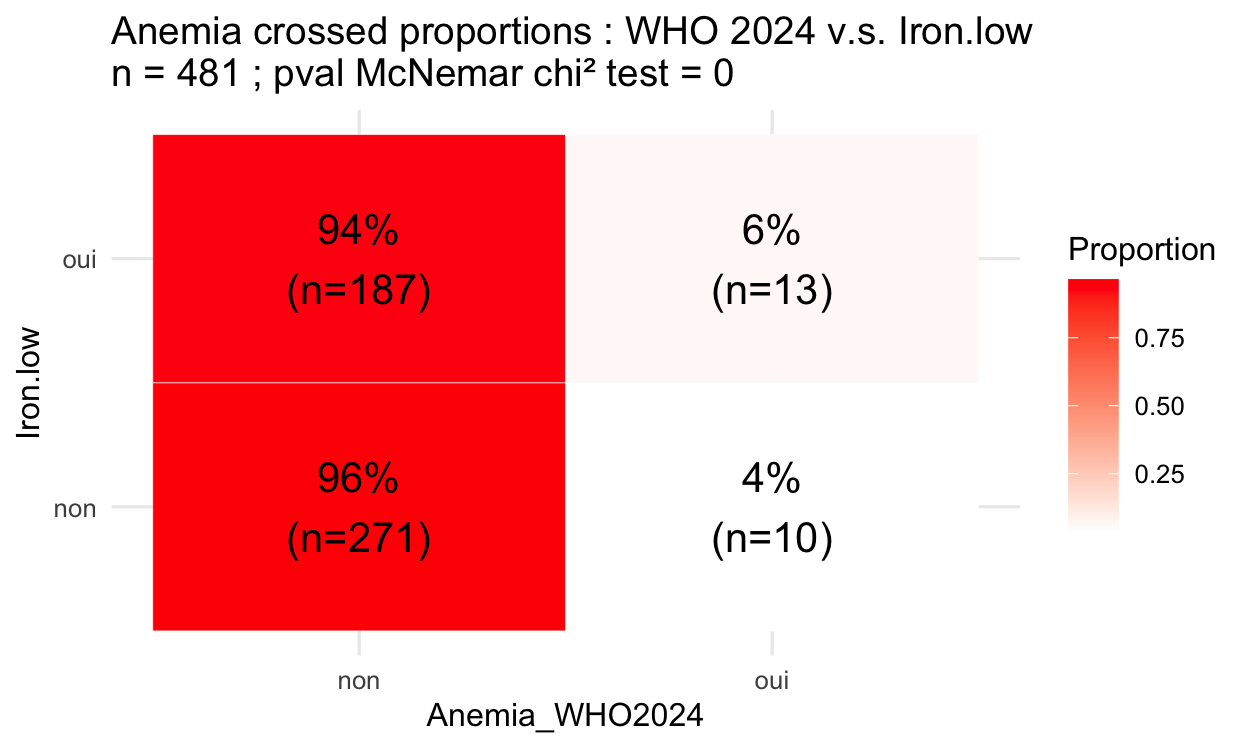 Anemia crossed proportions : WHO 2024 v.s. Iron.low
n = 481 ; pval McNemar chi² test = 0
94%
(n=187)
6%
(n=13)
96%
(n=271)
4%
(n=10)
oui
non
Iron.low
non
oui
Anemia_WHO2024
Proportion
0.75
0.50
0.25